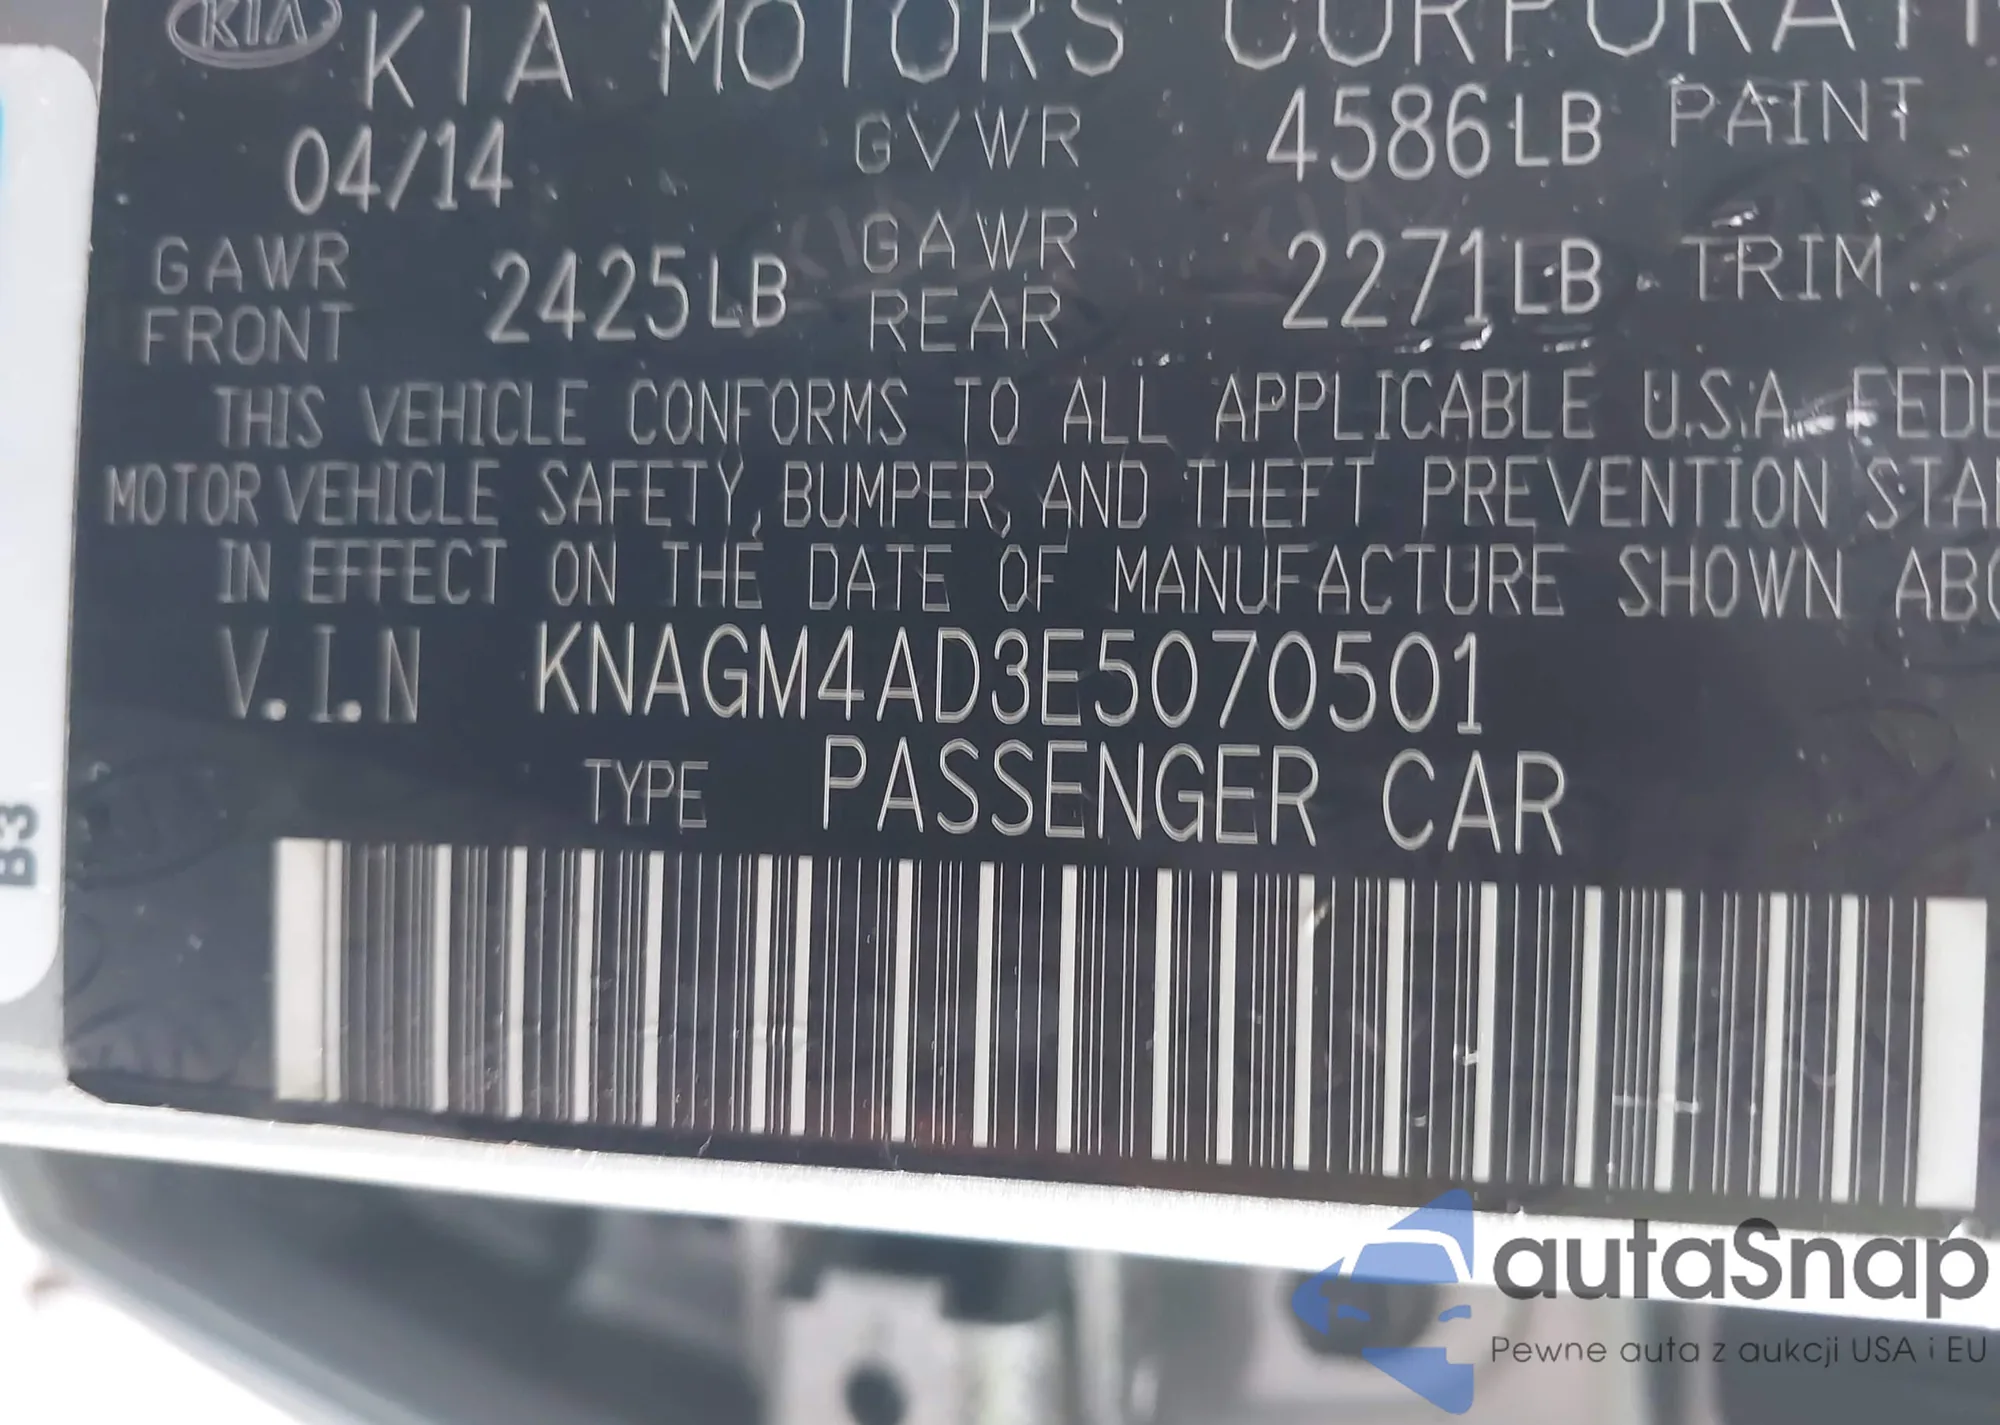 KIA KIA MOTORS CORPORATI
04/14 GVWR 4586LB PAINT
GAWR FRONT 2425LB GAWR REAR 2271LB TRIM
THIS VEHICLE CONFORMS TO ALL APPLICABLE U.S.A. FEDE
MOTOR VEHICLE SAFETY, BUMPER, AND THEFT PREVENTION STAN
IN EFFECT ON THE DATE OF MANUFACTURE SHOWN ABO
V.I.N KNAGM4AD3E5070501
TYPE PASSENGER CAR
B3
autaSnap
Pewne auta z aukcji USA i EU